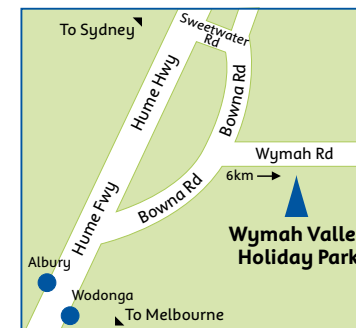 To Sydney
Sweetwater
Rd
Hume Hwy
Bowna Rd
Wymah Rd
6km
Bowna Rd
Hume Fwy
Wymah Valle
Holiday Park
Albury
Wodonga
To Melbourne